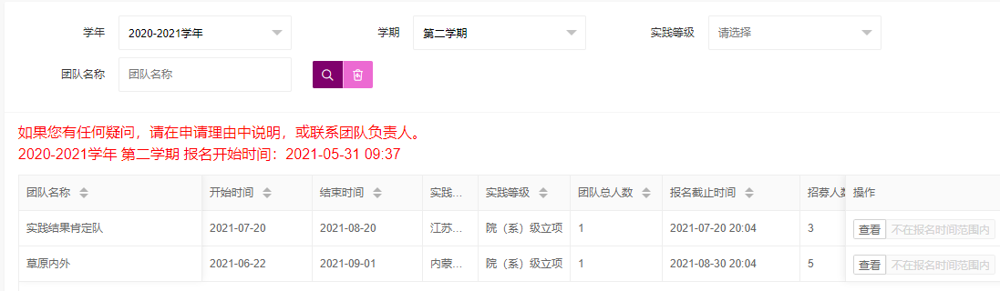 学年 2020-2021学年 学期 第二学期 实践等级 请选择
团队名称 团队名称
如果您有任何疑问，请在申请理由中说明，或联系团队负责人。
2020-2021学年 第二学期 报名开始时间：2021-05-31 09:37
团队名称 开始时间 结束时间 实践... 实践等级 团队总人数 报名截止时间 招募人数 操作
实践结果肯定队 2021-07-20 2021-08-20 江苏... 院（系）级立项 1 2021-07-20 20:04 3 查看 不在报名时间范围内
草原内外 2021-06-22 2021-09-01 内蒙... 院（系）级立项 1 2021-08-30 20:04 5 查看 不在报名时间范围内